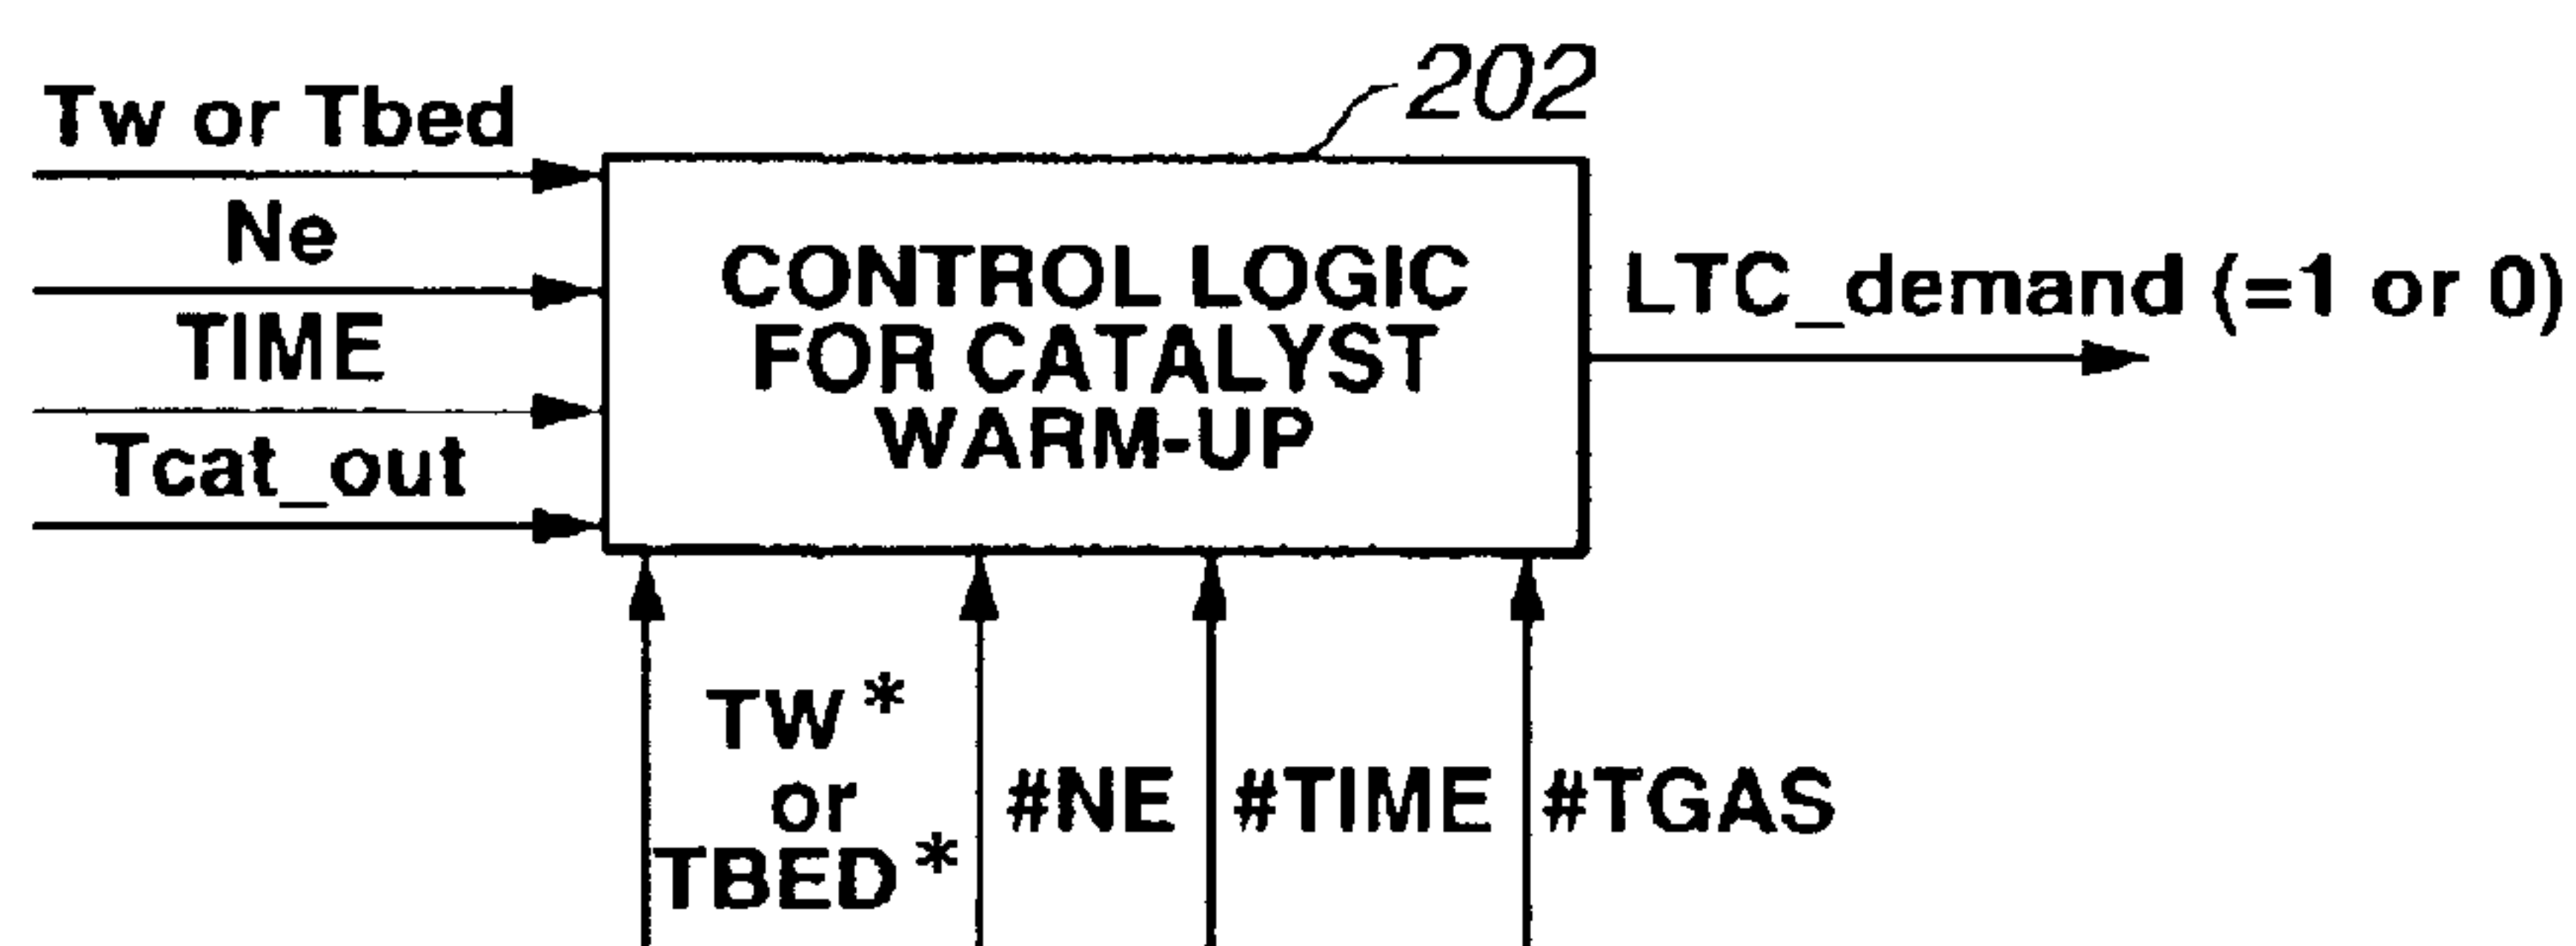 202
Tw or Tbed
Ne
TIME
Tcat_out
CONTROL LOGIC
FOR CATALYST
WARM-UP
LTC_demand (=1 or 0)
TW*
or
TBED*
#NE
#TIME
#TGAS